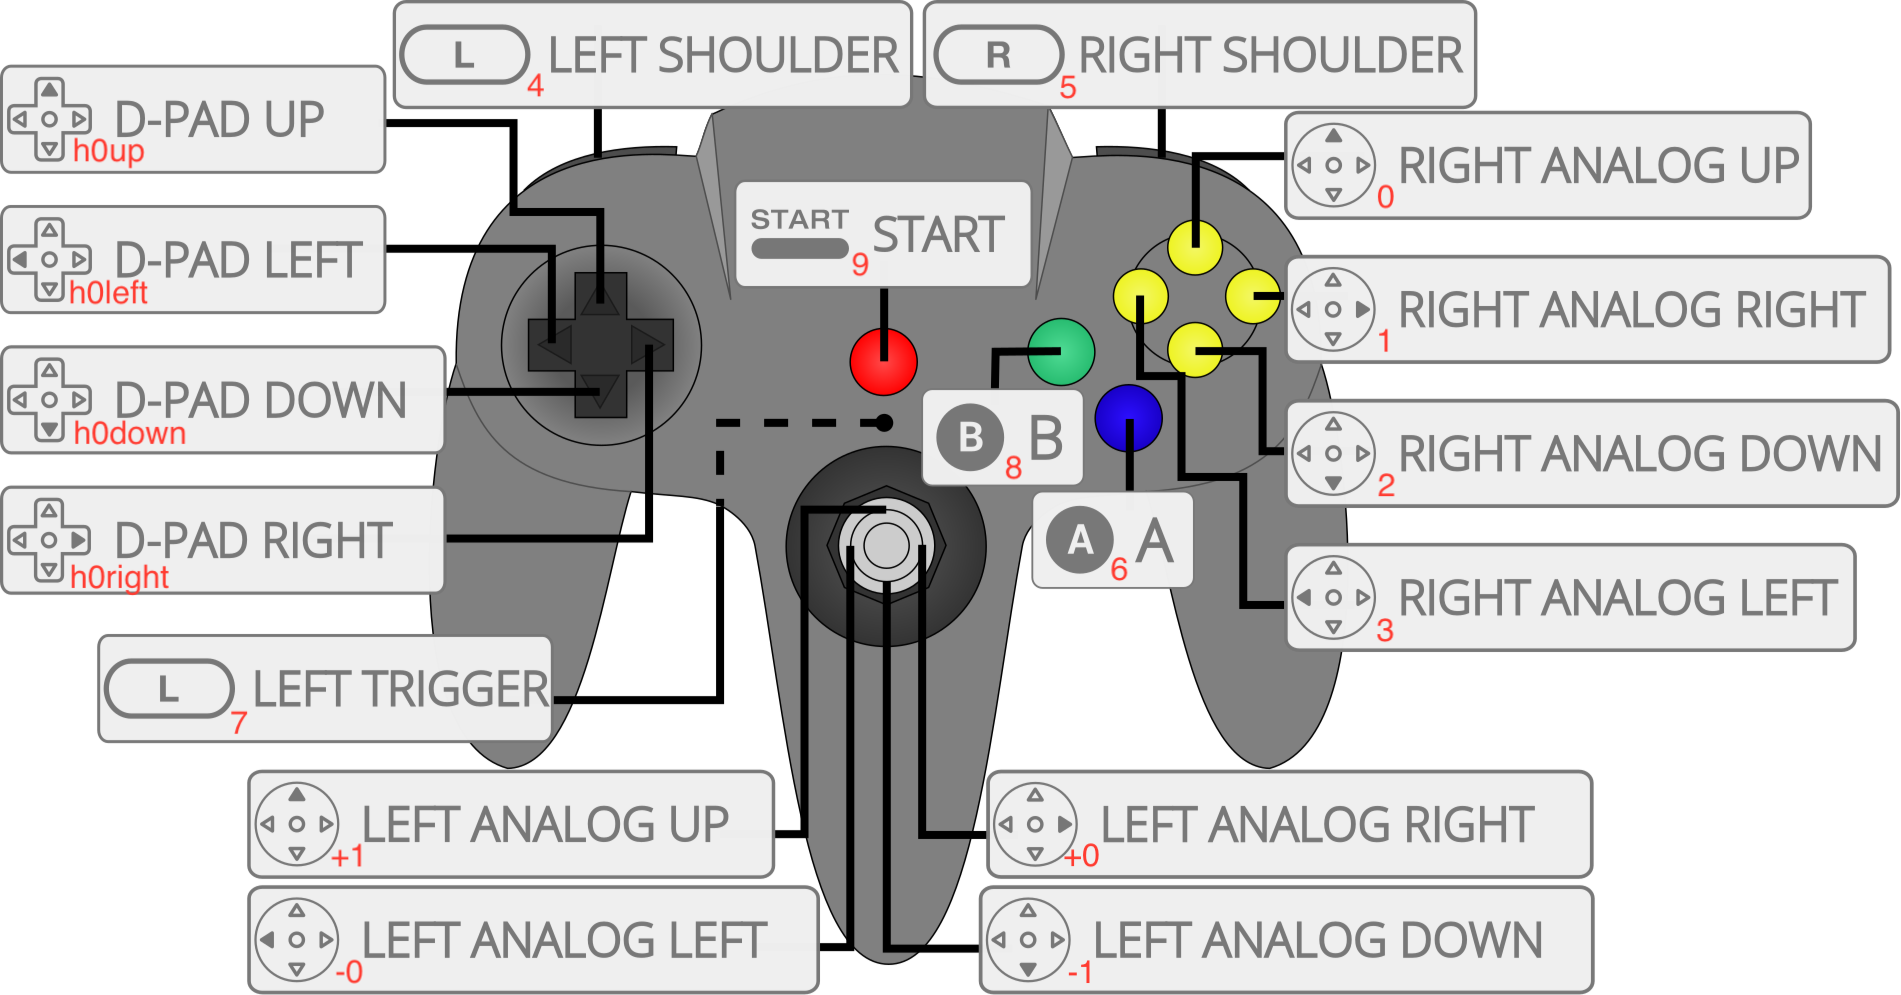 L 4 LEFT SHOULDER
R 5 RIGHT SHOULDER
D-PAD UP
h0up
RIGHT ANALOG UP
0
START
START
9
D-PAD LEFT
h0left
RIGHT ANALOG RIGHT
1
D-PAD DOWN
h0down
B 8 B
RIGHT ANALOG DOWN
2
D-PAD RIGHT
h0right
A 6 A
RIGHT ANALOG LEFT
3
L 7 LEFT TRIGGER
LEFT ANALOG UP
+1
LEFT ANALOG RIGHT
+0
LEFT ANALOG LEFT
-0
LEFT ANALOG DOWN
-1